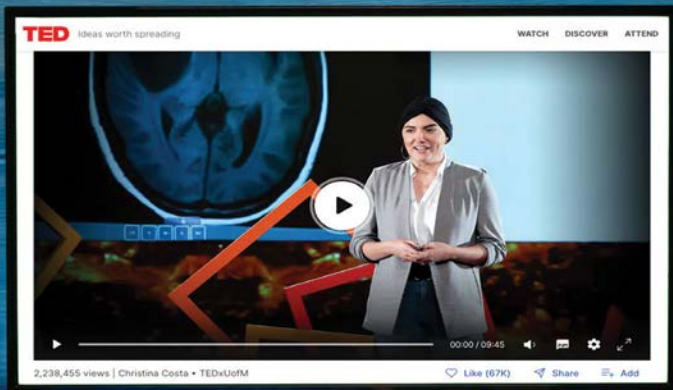 TED Ideas worth spreading WATCH DISCOVER ATTEND
00:00 / 09:45
2,238,455 views | Christina Costa • TEDxUofM Like (67K) Share Add